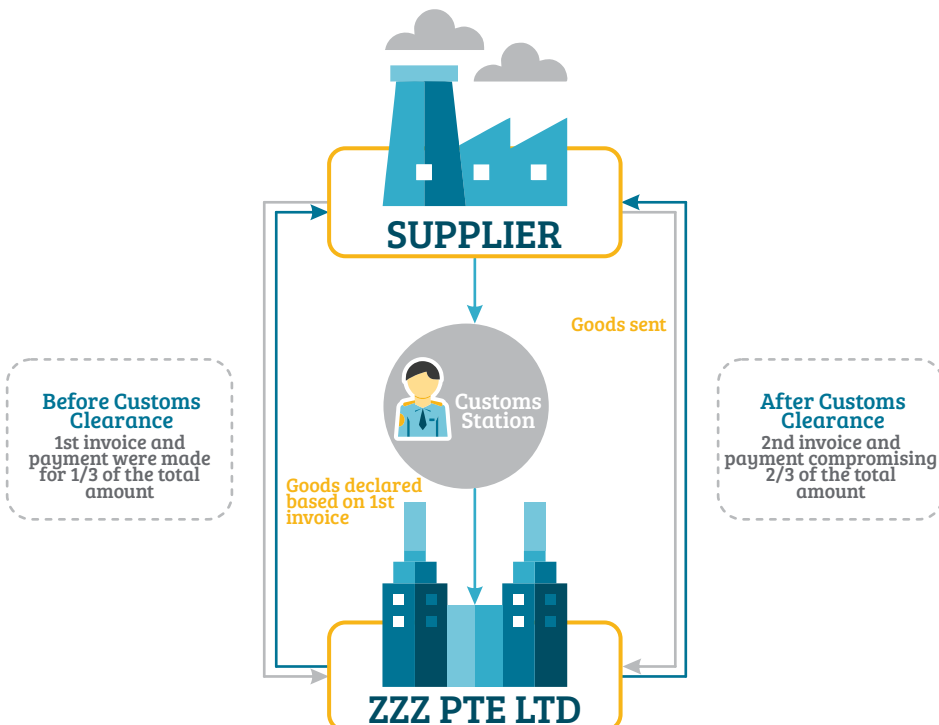 SUPPLIER
Goods sent
Before Customs
Clearance
1st invoice and
payment were made
for 1/3 of the total
amount
Customs
Station
After Customs
Clearance
2nd invoice and
payment compromising
2/3 of the total
amount
Goods declared
based on 1st
invoice
ZZZ PTE LTD